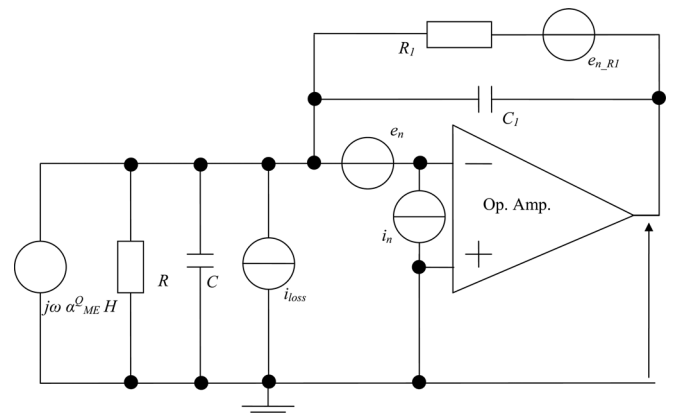 R1
en_R1
C1
en
Op. Amp.
in
R
C
iloss
jω αQME H